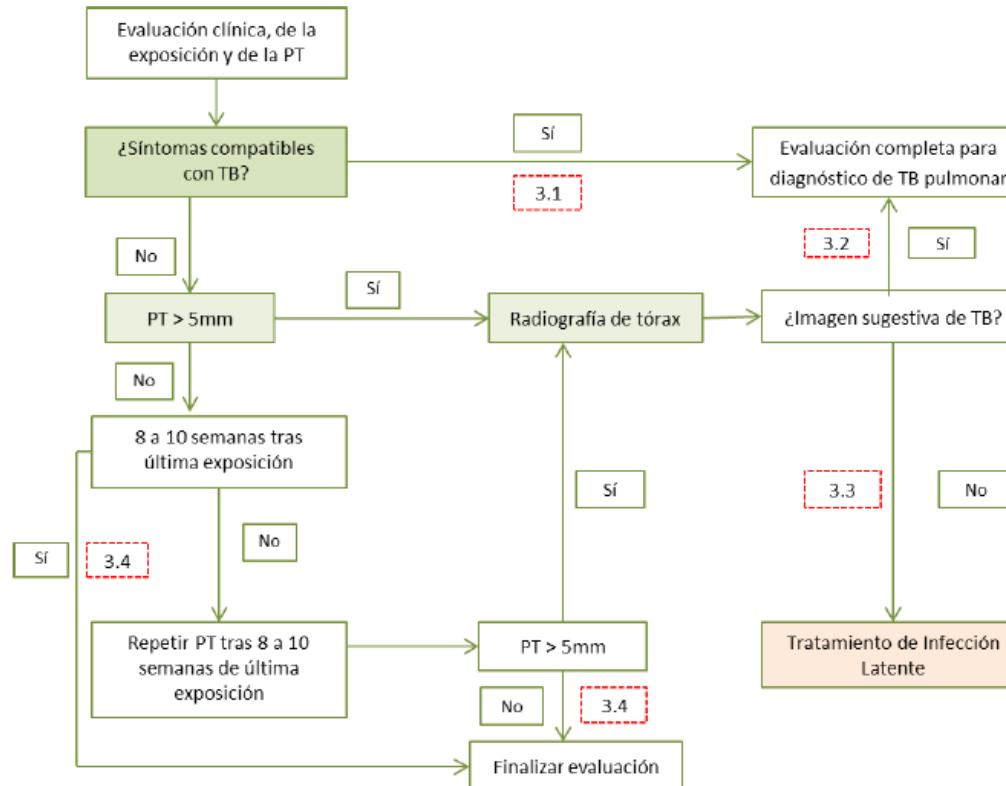 Evaluación clínica, de la
exposición y de la PT
¿Síntomas compatibles
con TB?
Sí
3.1
Evaluación completa para
diagnóstico de TB pulmonar
No
3.2
Sí
PT > 5mm
Sí
Radiografía de tórax
¿Imagen sugestiva de TB?
No
8 a 10 semanas tras
última exposición
Sí
3.4
No
Sí
3.3
No
Repetir PT tras 8 a 10
semanas de última
exposición
PT > 5mm
Tratamiento de Infección
Latente
No
3.4
Finalizar evaluación